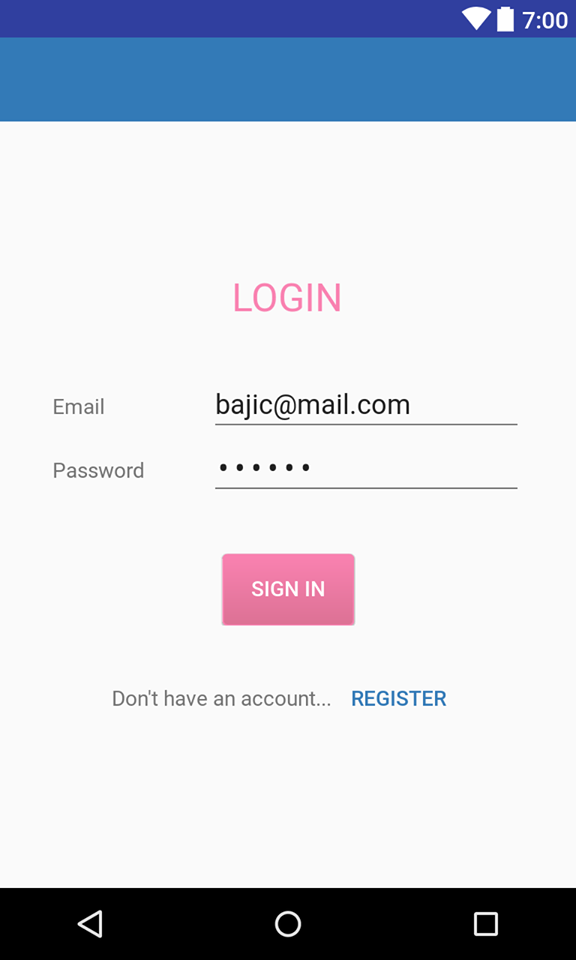 7:00
LOGIN
Email bajic@mail.com
Password ••••••
SIGN IN
Don't have an account... REGISTER